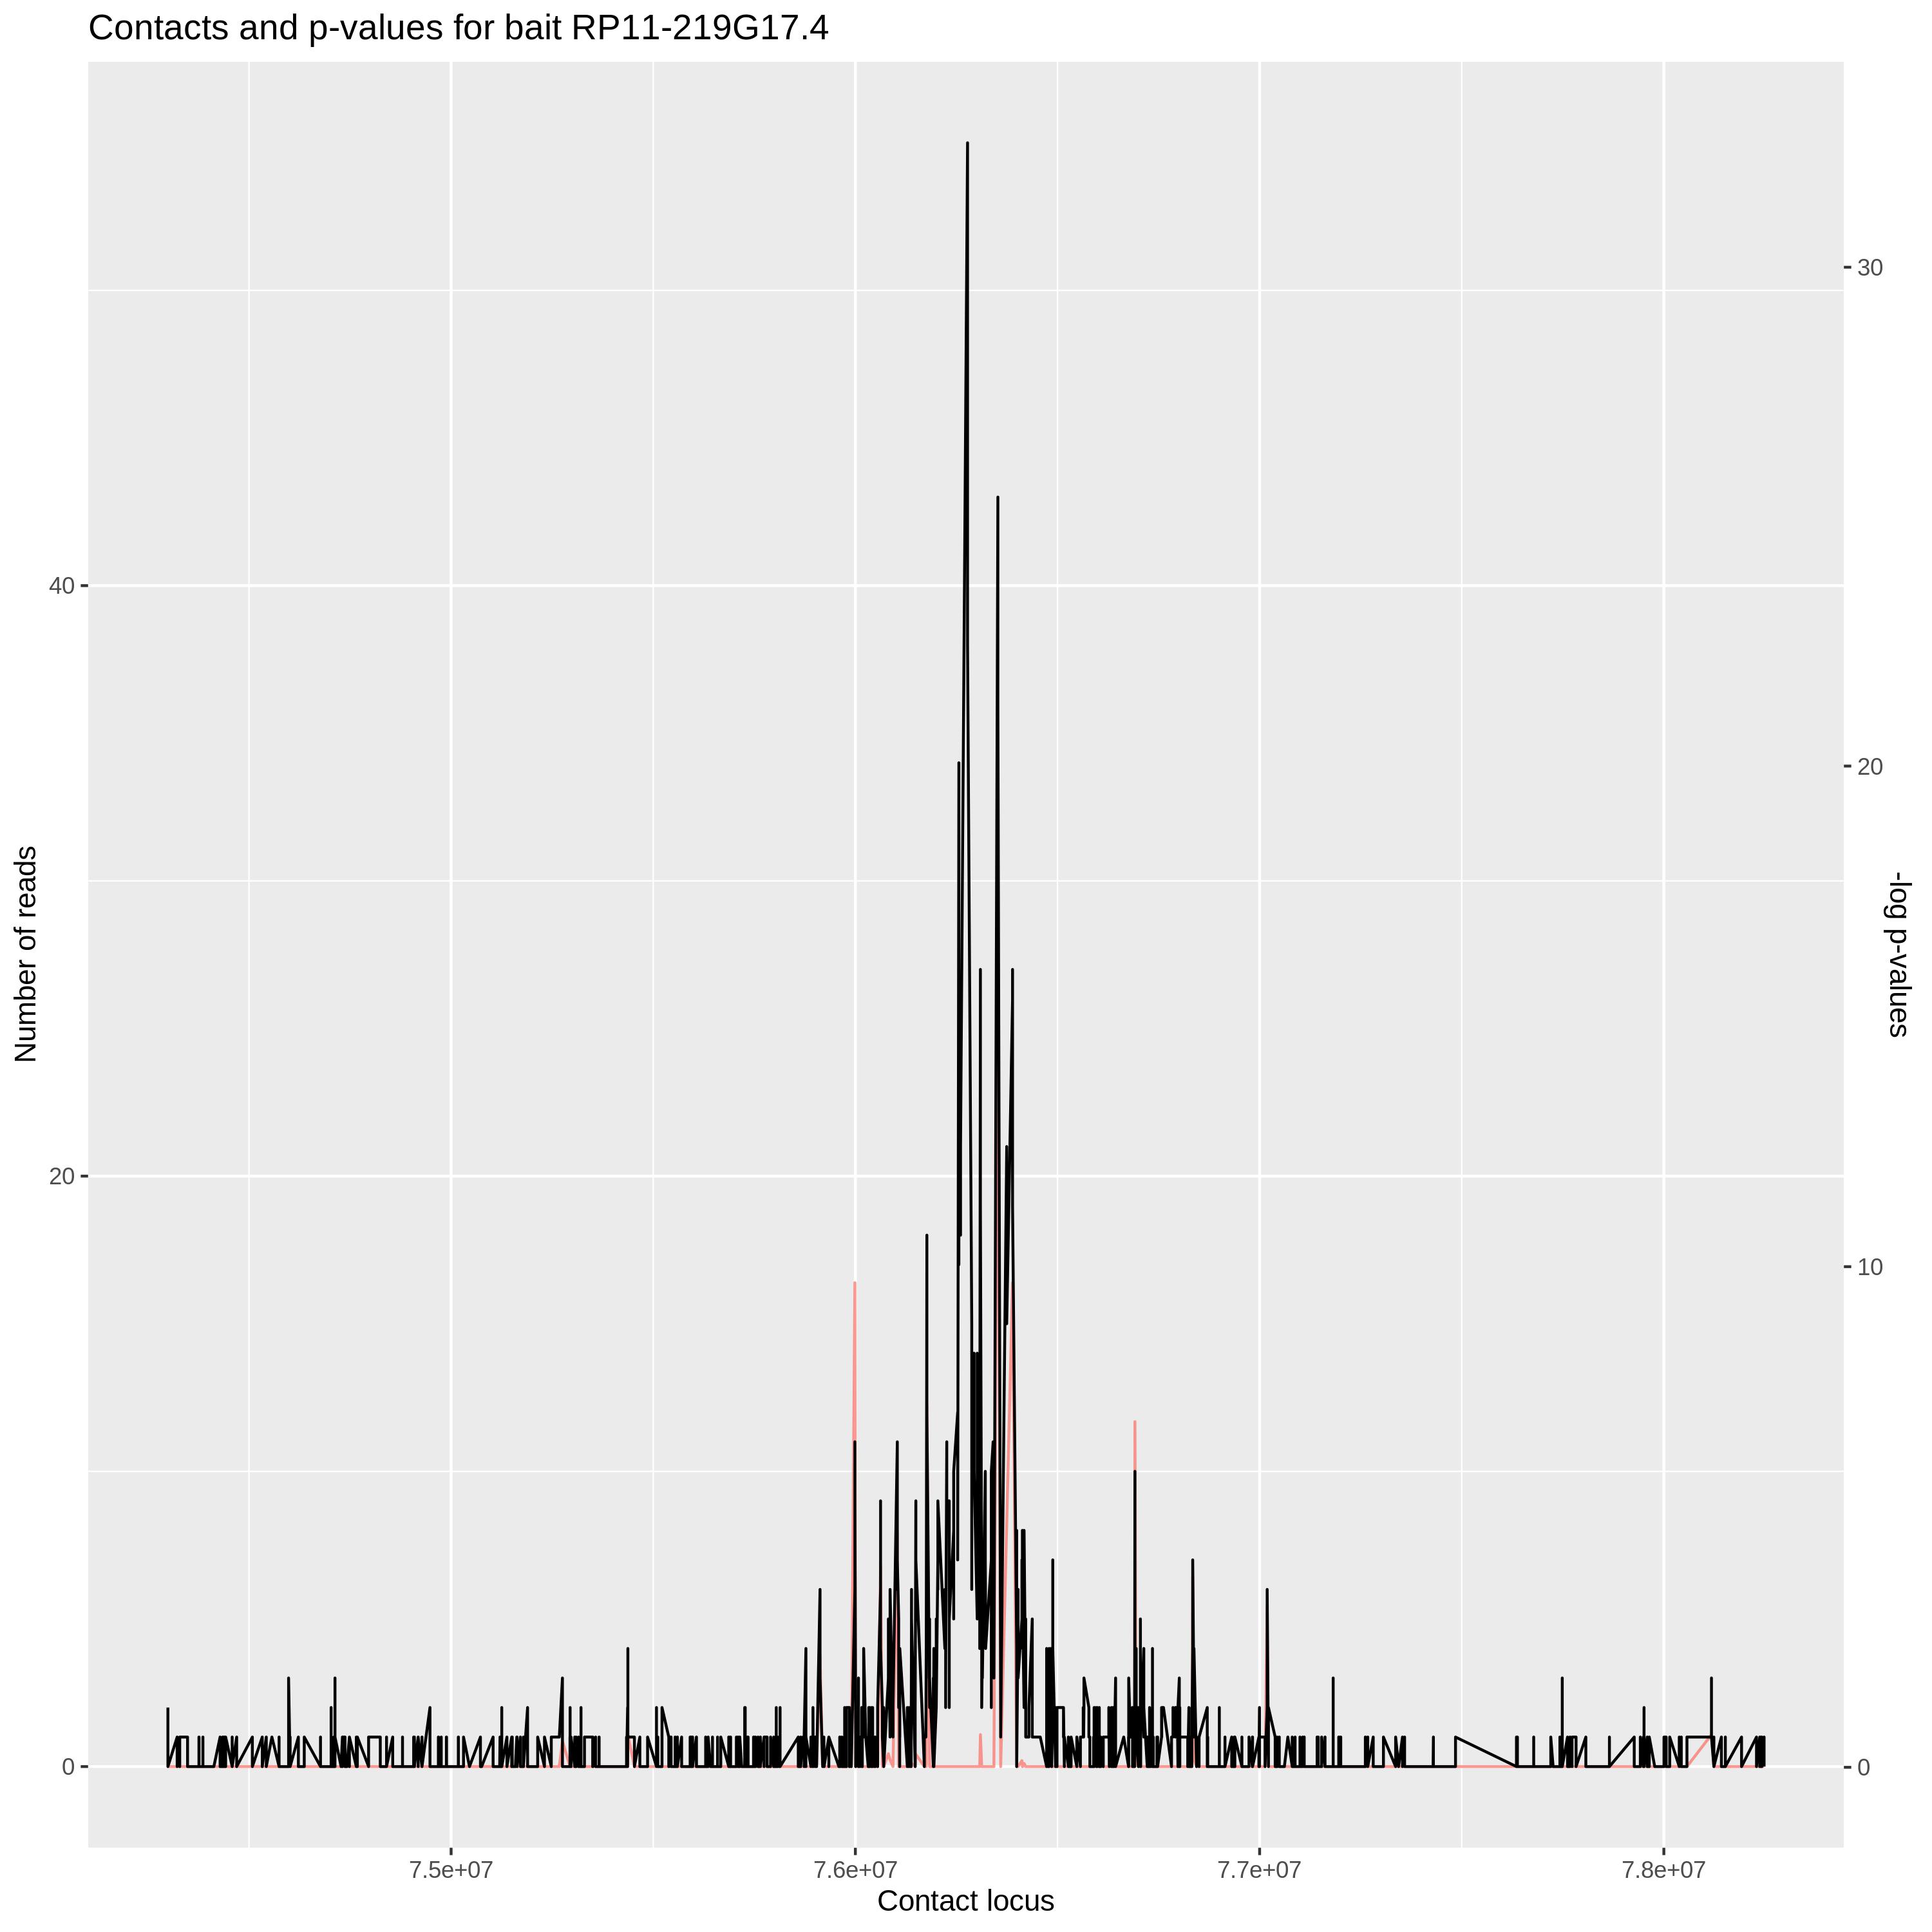 Contacts and p-values for bait RP11-219G17.4
Number of reads
40
20
0
30
20
10
0
-log p-values
7.5e+07
7.6e+07
7.7e+07
7.8e+07
Contact locus